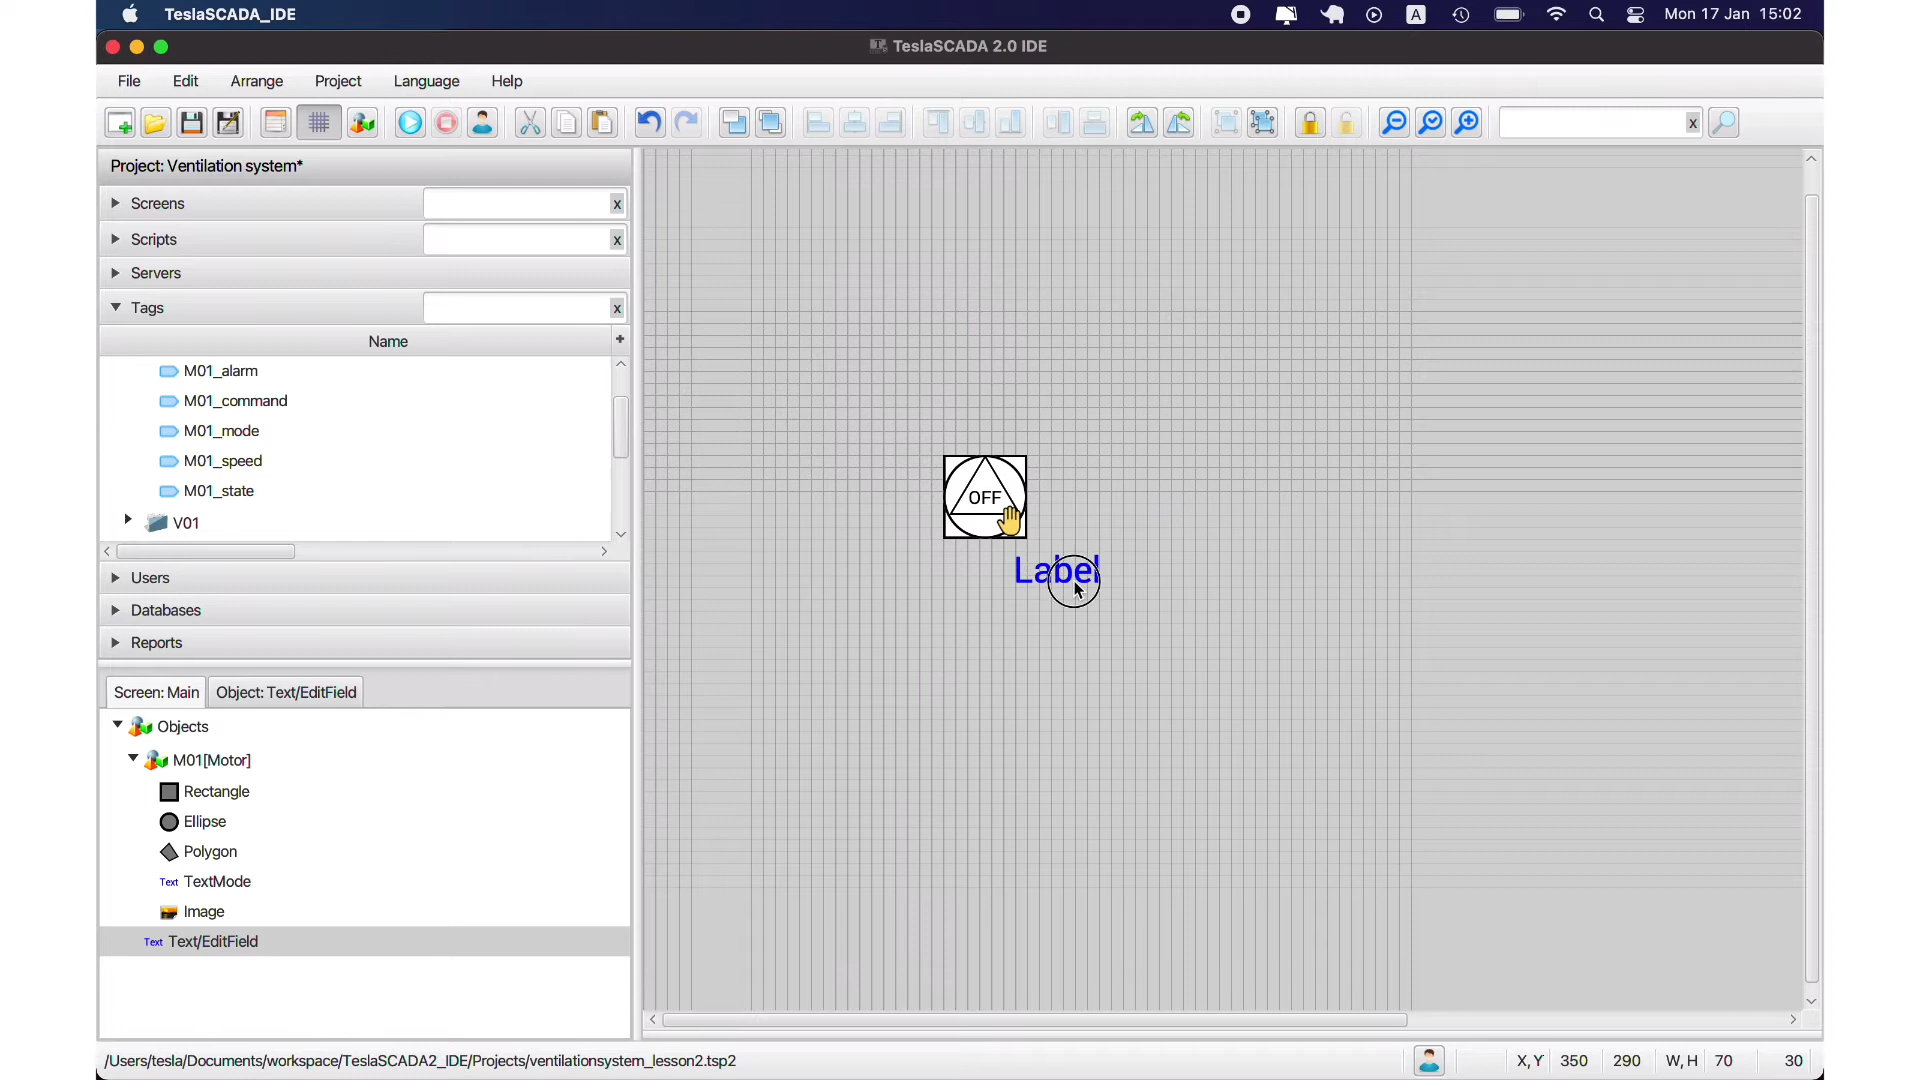 TeslaSCADA_IDE
A
Mon 17 Jan 15:02
TeslaSCADA 2.0 IDE
File Edit Arrange Project Language Help
x
Project: Ventilation system*
Screens x
Scripts x
Servers
Tags x
Name +
M01_alarm
M01_command
M01_mode
M01_speed
M01_state
V01
Users
Databases
Reports
OFF
Label
Screen: Main Object: Text/EditField
Objects
M01[Motor]
Rectangle
Ellipse
Polygon
Text TextMode
Image
Text Text/EditField
/Users/tesla/Documents/workspace/TeslaSCADA2_IDE/Projects/ventilationsystem_lesson2.tsp2
X,Y 350 290 W,H 70 30